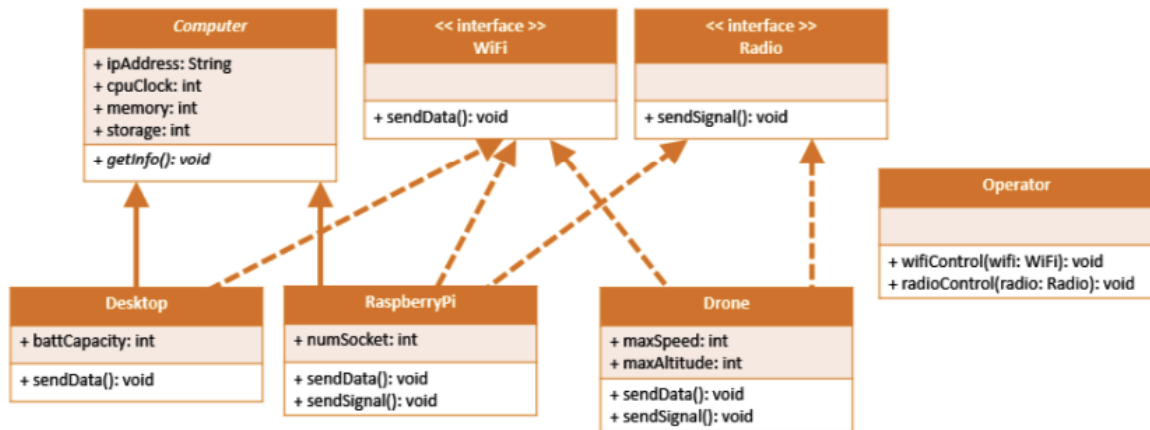 Computer
+ ipAddress: String
+ cpuClock: int
+ memory: int
+ storage: int
+ getInfo(): void
<< interface >>
WiFi
+ sendData(): void
<< interface >>
Radio
+ sendSignal(): void
Operator
+ wifiControl(wifi: WiFi): void
+ radioControl(radio: Radio): void
Desktop
+ battCapacity: int
+ sendData(): void
RaspberryPi
+ numSocket: int
+ sendData(): void
+ sendSignal(): void
Drone
+ maxSpeed: int
+ maxAltitude: int
+ sendData(): void
+ sendSignal(): void